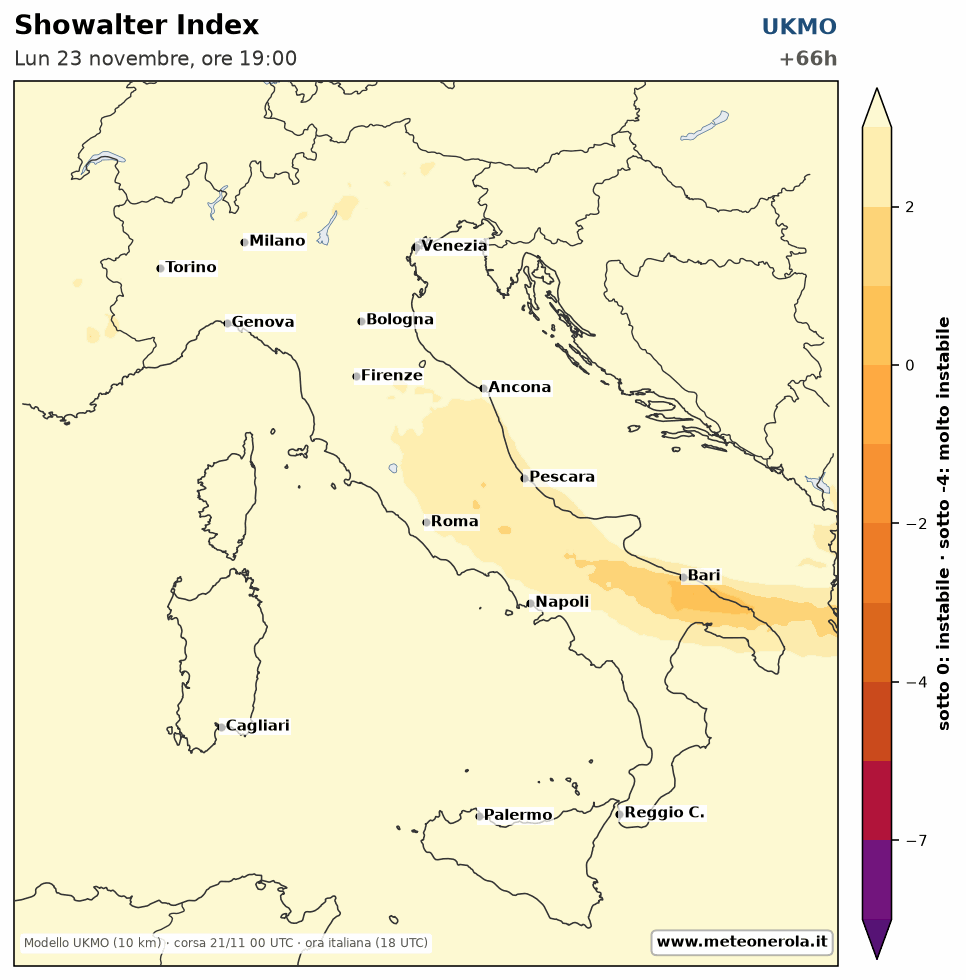 Showalter Index
UKMO
Lun 23 novembre, ore 19:00
+66h
Milano
Venezia
Torino
Genova
Bologna
Firenze
Ancona
Pescara
Roma
Bari
Napoli
Cagliari
Palermo
Reggio C.
2
0
−2
−4
−7
sotto 0: instabile · sotto -4: molto instabile
Modello UKMO (10 km) · corsa 21/11 00 UTC · ora italiana (18 UTC)
www.meteonerola.it